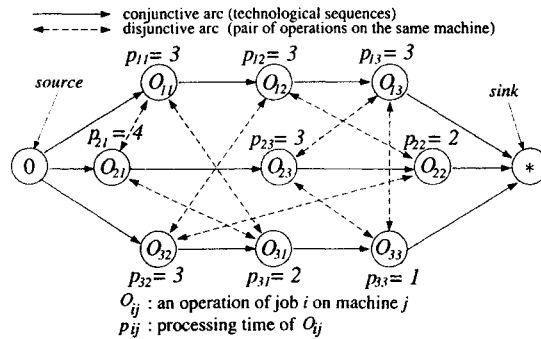 conjunctive arc (technological sequences)
disjunctive arc (pair of operations on the same machine)
p11= 3 p12= 3 p13= 3
source O11 O12 O13 sink
p21= 4 p23= 3 p22= 2
0 O21 O23 O22 *
O32 O31 O33
p32= 3 p31= 2 p33= 1
Oij : an operation of job i on machine j
pij : processing time of Oij